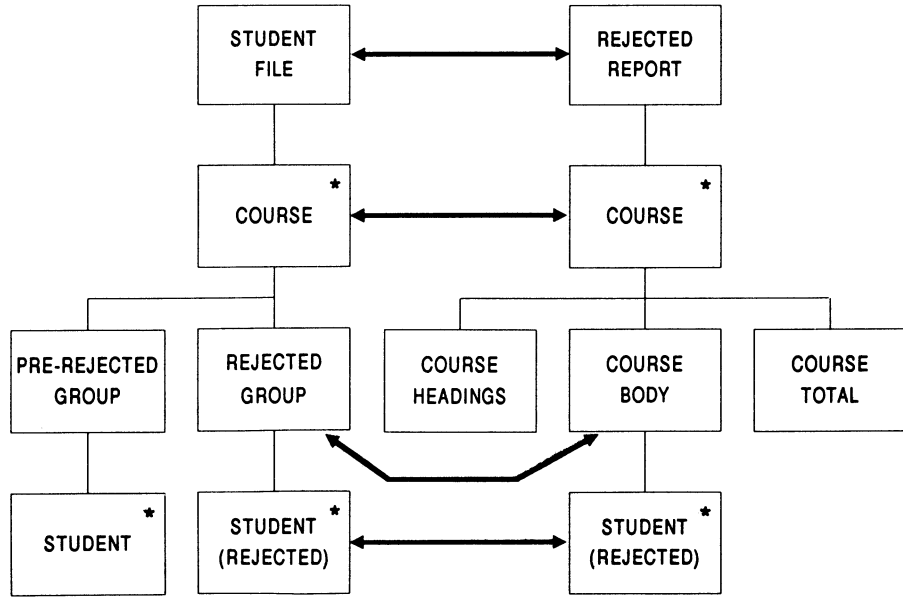 STUDENT
FILE
REJECTED
REPORT
*
COURSE
*
COURSE
PRE-REJECTED
GROUP
REJECTED
GROUP
COURSE
HEADINGS
COURSE
BODY
COURSE
TOTAL
*
STUDENT
*
STUDENT
(REJECTED)
*
STUDENT
(REJECTED)